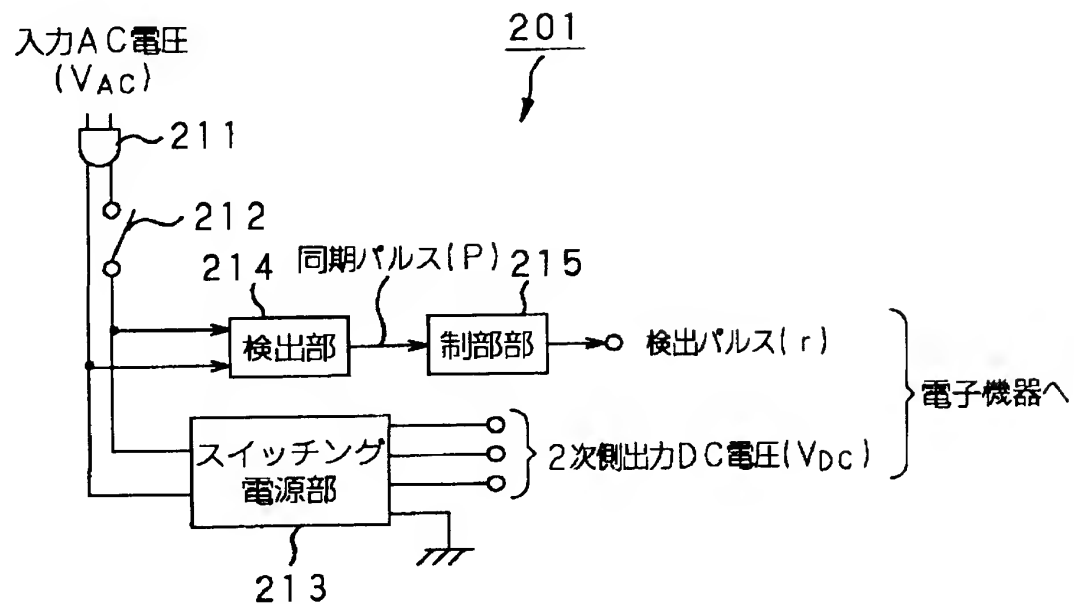 201
入力AC電圧
(VAC)
211
212
214
同期パルス(P)
215
検出部
制部部
検出パルス(r)
電子機器へ
スイッチング
電源部
2次側出力DC電圧(VDC)
213